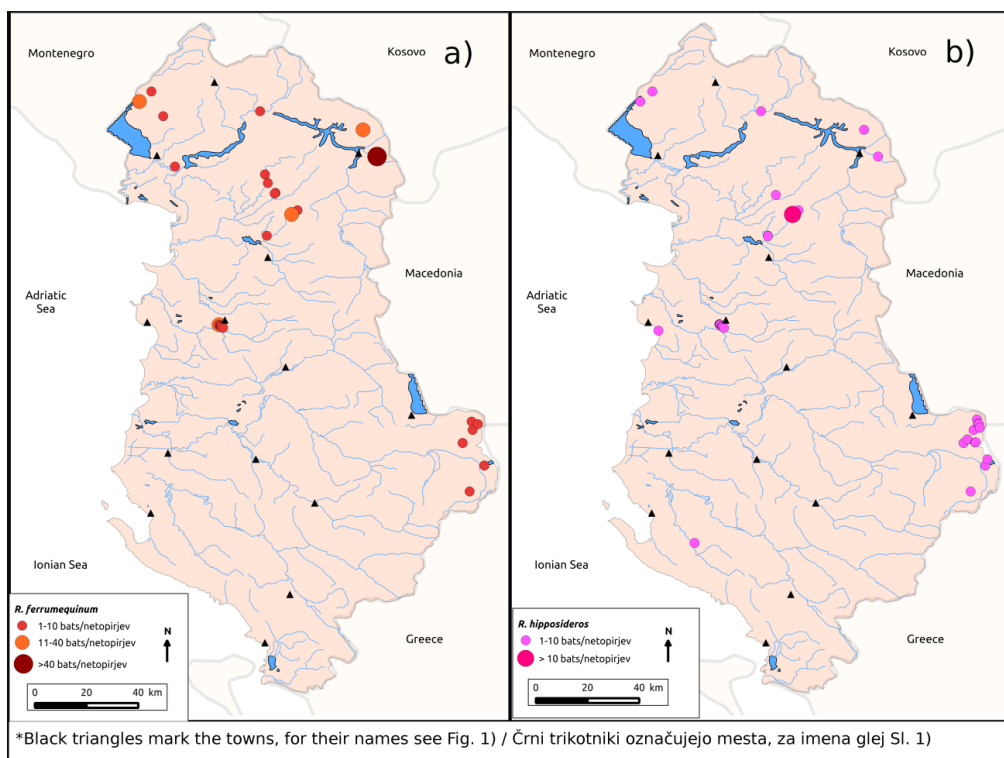 a)
Montenegro
Kosovo
Adriatic
Sea
Macedonia
Ionian Sea
Greece
R. ferrumequinum
1-10 bats/netopirjev
11-40 bats/netopirjev
>40 bats/netopirjev
N
0 20 40 km
b)
Montenegro
Kosovo
Adriatic
Sea
Macedonia
Ionian Sea
Greece
R. hipposideros
1-10 bats/netopirjev
> 10 bats/netopirjev
N
0 20 40 km
*Black triangles mark the towns, for their names see Fig. 1) / Črni trikotniki označujejo mesta, za imena glej Sl. 1)